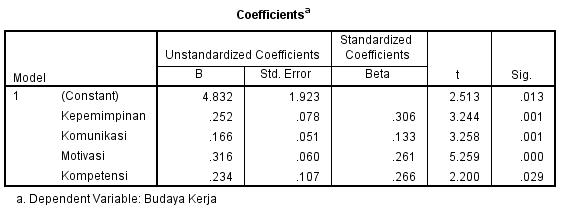 Coefficientsa
Model Unstandardized Coefficients Standardized Coefficients t Sig.
B Std. Error Beta
1 (Constant) 4.832 1.923 2.513 .013
Kepemimpinan .252 .078 .306 3.244 .001
Komunikasi .166 .051 .133 3.258 .001
Motivasi .316 .060 .261 5.259 .000
Kompetensi .234 .107 .266 2.200 .029
a. Dependent Variable: Budaya Kerja